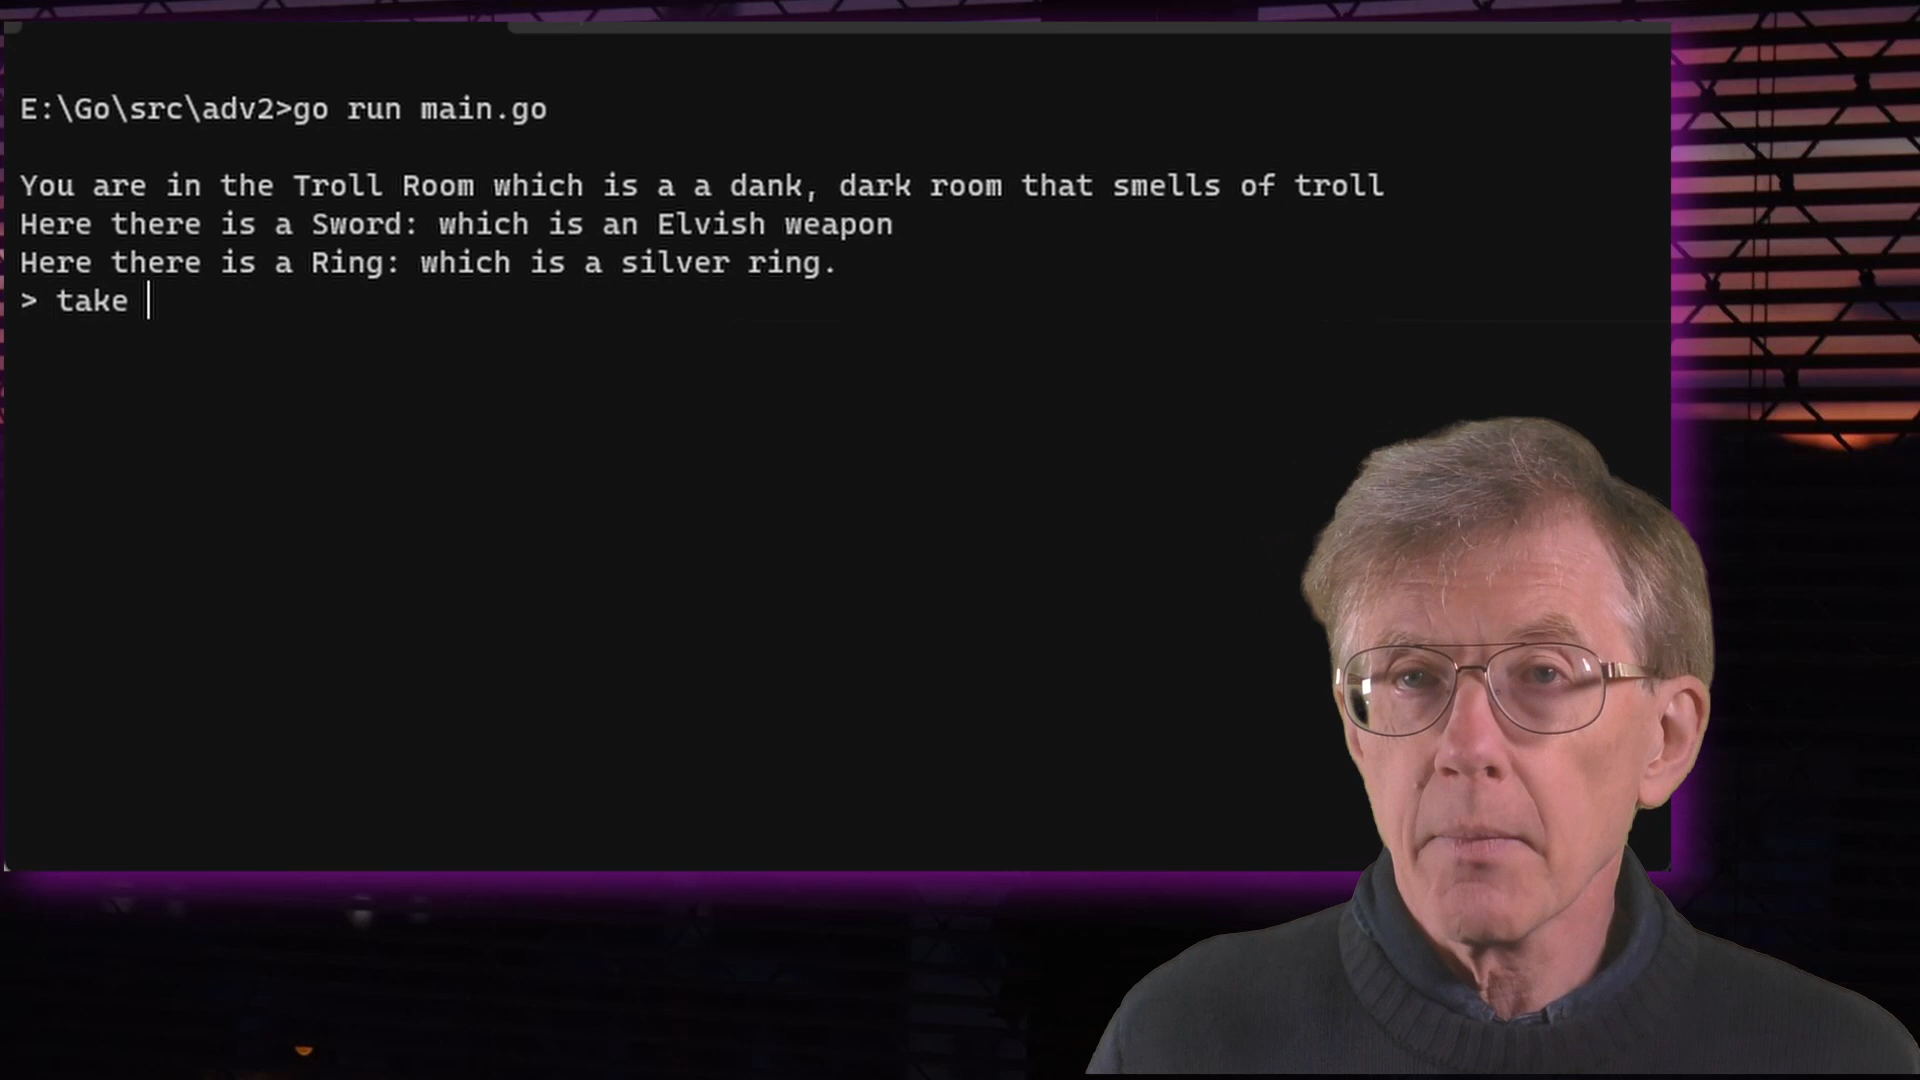 E:\Go\src\adv2>go run main.go
You are in the Troll Room which is a a dank, dark room that smells of troll
Here there is a Sword: which is an Elvish weapon
Here there is a Ring: which is a silver ring.
> take